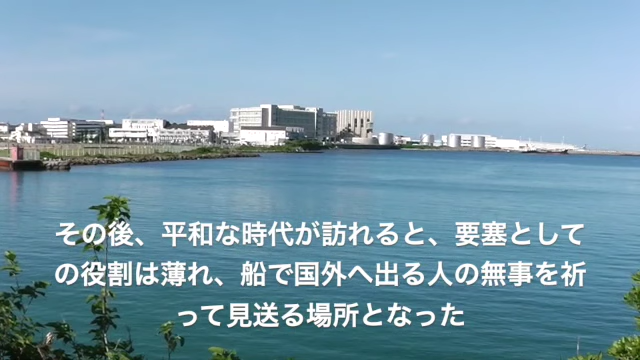 その後、平和な時代が訪れると、要塞として
の役割は薄れ、船で国外へ出る人の無事を祈
って見送る場所となった